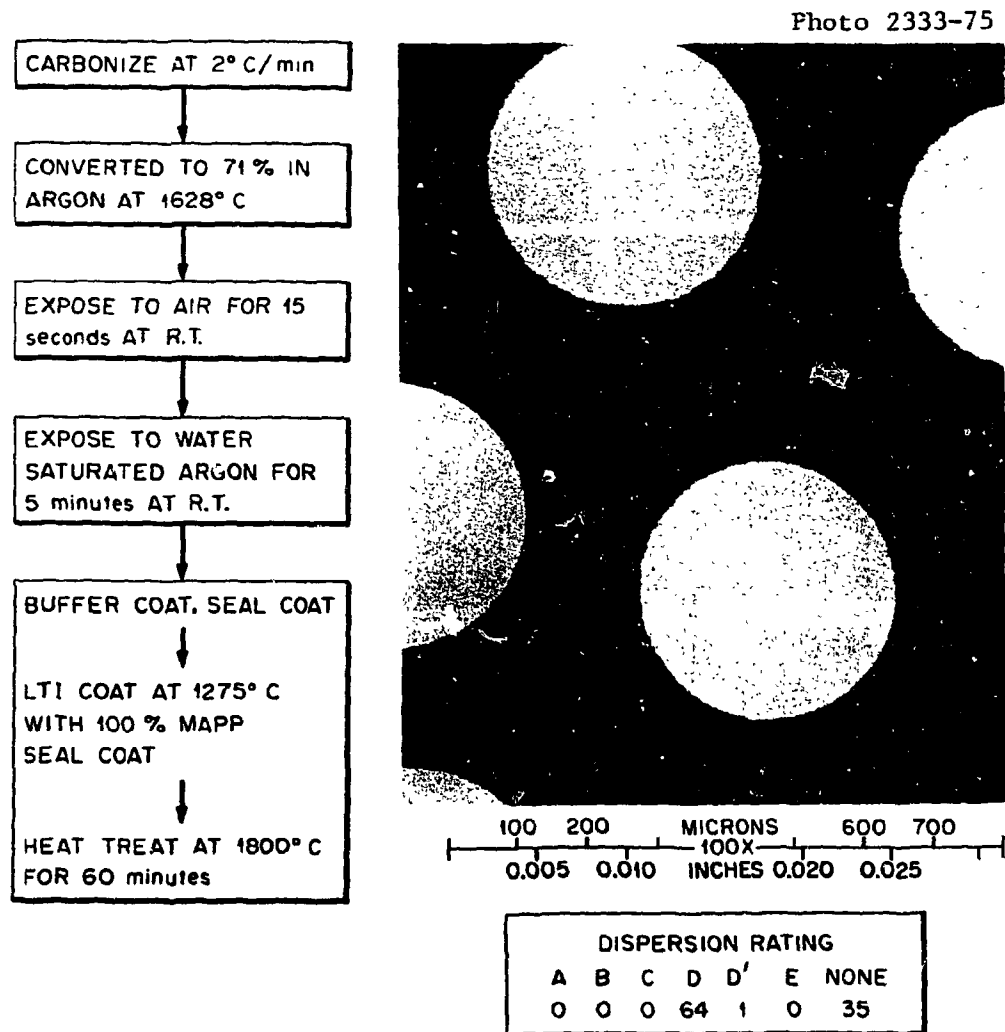 Photo 2333-75
CARBONIZE AT 2° C/min
CONVERTED TO 71 % IN
ARGON AT 1628° C
EXPOSE TO AIR FOR 15
seconds AT R.T.
EXPOSE TO WATER
SATURATED ARGON FOR
5 minutes AT R.T.
BUFFER COAT, SEAL COAT
LTI COAT AT 1275° C
WITH 100 % MAPP
SEAL COAT
HEAT TREAT AT 1800° C
FOR 60 minutes
100 200 MICRONS 600 700
100X
0.005 0.010 INCHES 0.020 0.025
DISPERSION RATING
A B C D D' E NONE
0 0 0 64 1 0 35